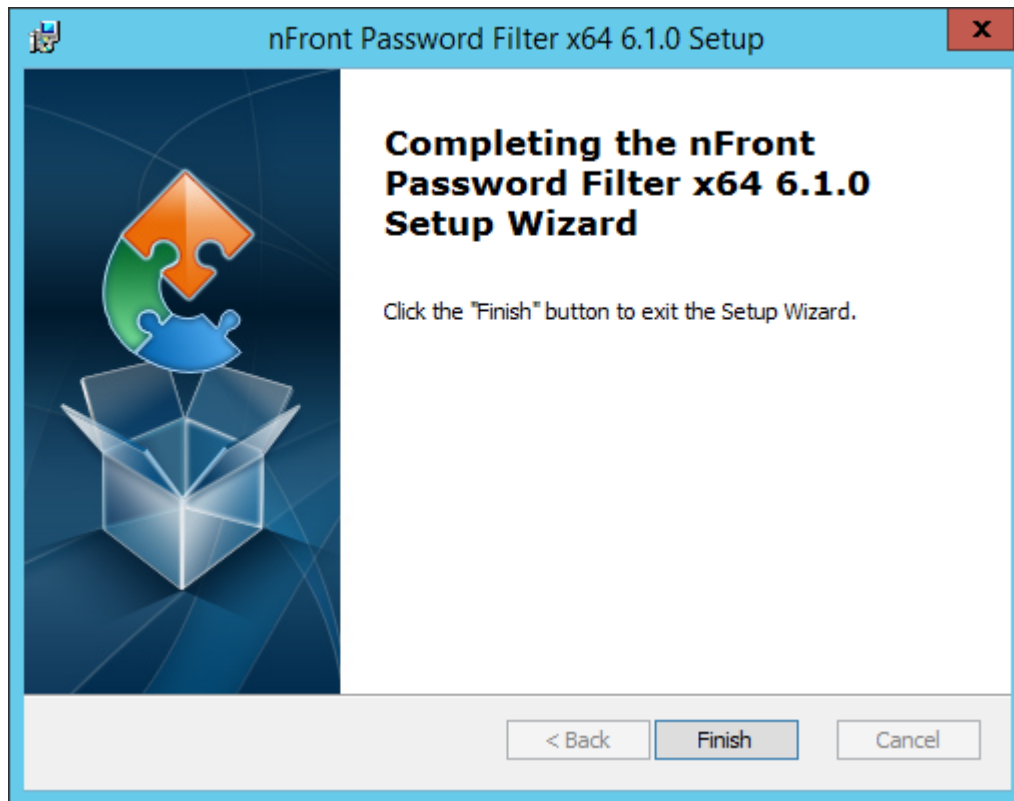 nFront Password Filter x64 6.1.0 Setup
x
Completing the nFront
Password Filter x64 6.1.0
Setup Wizard
Click the "Finish" button to exit the Setup Wizard.
< Back
Finish
Cancel